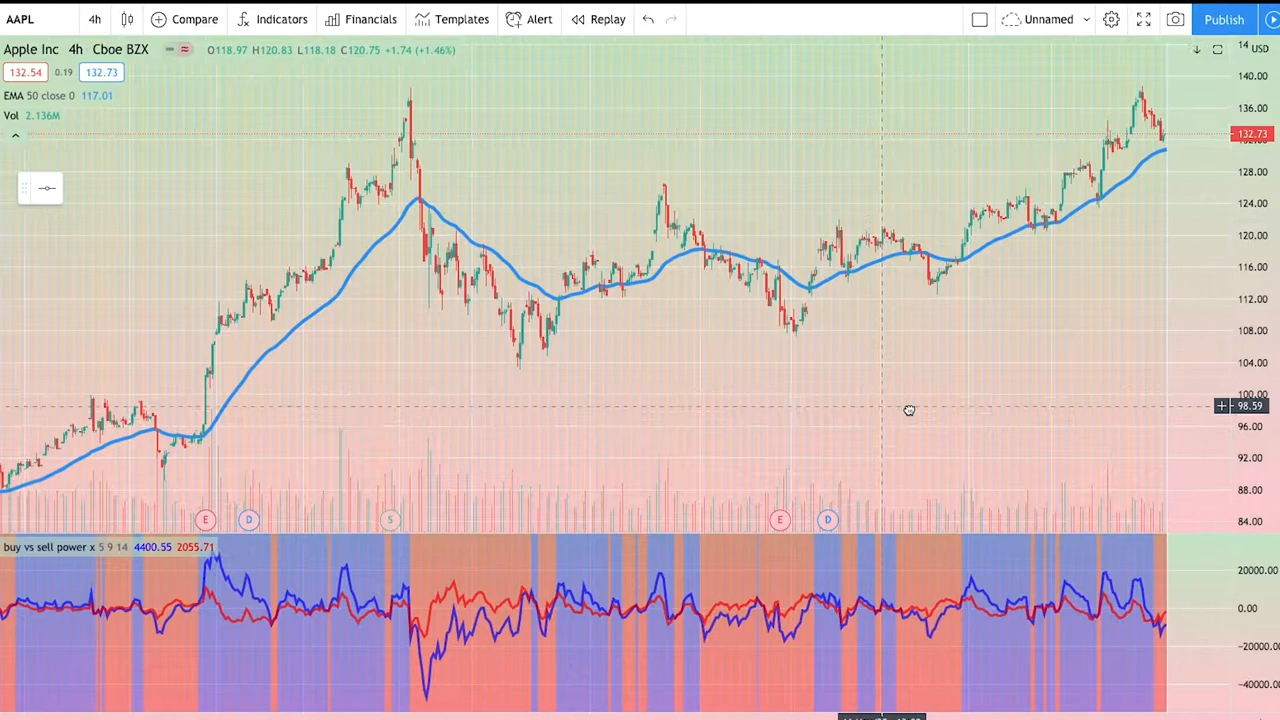 AAPL 4h Compare Indicators Financials Templates Alert Replay Unnamed Publish
Apple Inc 4h Cboe BZX O118.97 H120.83 L118.18 C120.75 +1.74 (+1.46%)
14 USD
132.54 0.19 132.73
140.00
EMA 50 close 0 117.01
136.00
Vol 2.136M
132.73
128.00
124.00
120.00
116.00
112.00
108.00
104.00
100.00
98.59
96.00
92.00
88.00
84.00
E D S E D
buy vs sell power x 5 9 14 4400.55 2055.71
20000.00
0.00
-20000.00
-40000.00